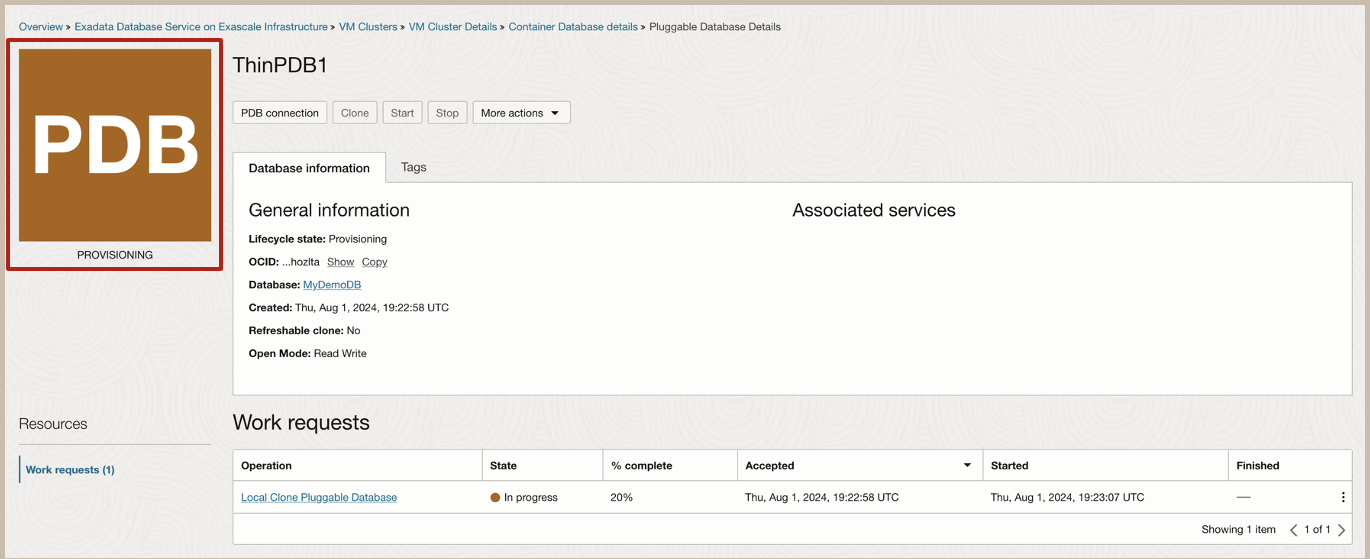 Overview » Exadata Database Service on Exascale Infrastructure » VM Clusters » VM Cluster Details » Container Database details » Pluggable Database Details
PDB
PROVISIONING
ThinPDB1
PDB connection Clone Start Stop More actions
Database information Tags
General information Associated services
Lifecycle state: Provisioning
OCID: ...hozlta Show Copy
Database: MyDemoDB
Created: Thu, Aug 1, 2024, 19:22:58 UTC
Refreshable clone: No
Open Mode: Read Write
Resources
Work requests (1)
Work requests
Operation State % complete Accepted Started Finished
Local Clone Pluggable Database In progress 20% Thu, Aug 1, 2024, 19:22:58 UTC Thu, Aug 1, 2024, 19:23:07 UTC —
Showing 1 item < 1 of 1 >